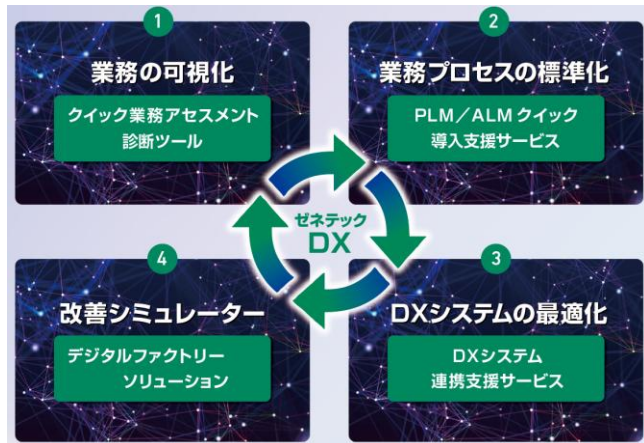 1
業務の可視化
クイック業務アセスメント
診断ツール
2
業務プロセスの標準化
PLM／ALM クイック
導入支援サービス
ゼネテック
DX
4
改善シミュレーター
デジタルファクトリー
ソリューション
3
DXシステムの最適化
DXシステム
連携支援サービス